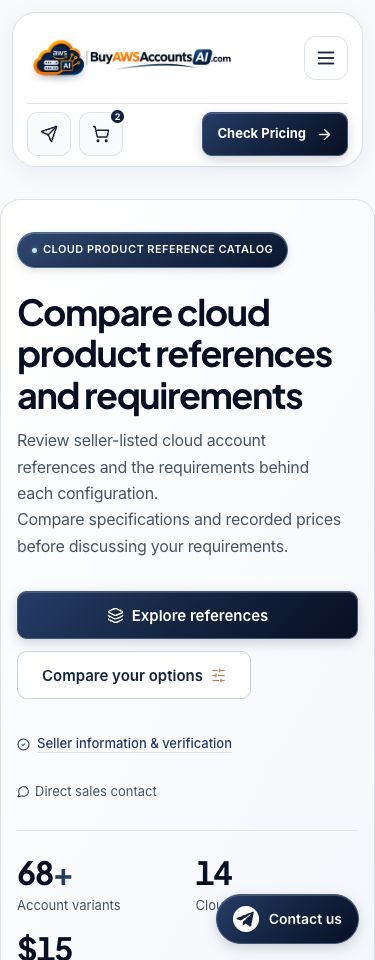 aws
AI
BuyAWSAccountsAI.com
2
Check Pricing
CLOUD PRODUCT REFERENCE CATALOG
Compare cloud
product references
and requirements
Review seller-listed cloud account
references and the requirements behind
each configuration.
Compare specifications and recorded prices
before discussing your requirements.
Explore references
Compare your options
Seller information & verification
Direct sales contact
68+
14
Account variants
$15
Contact us